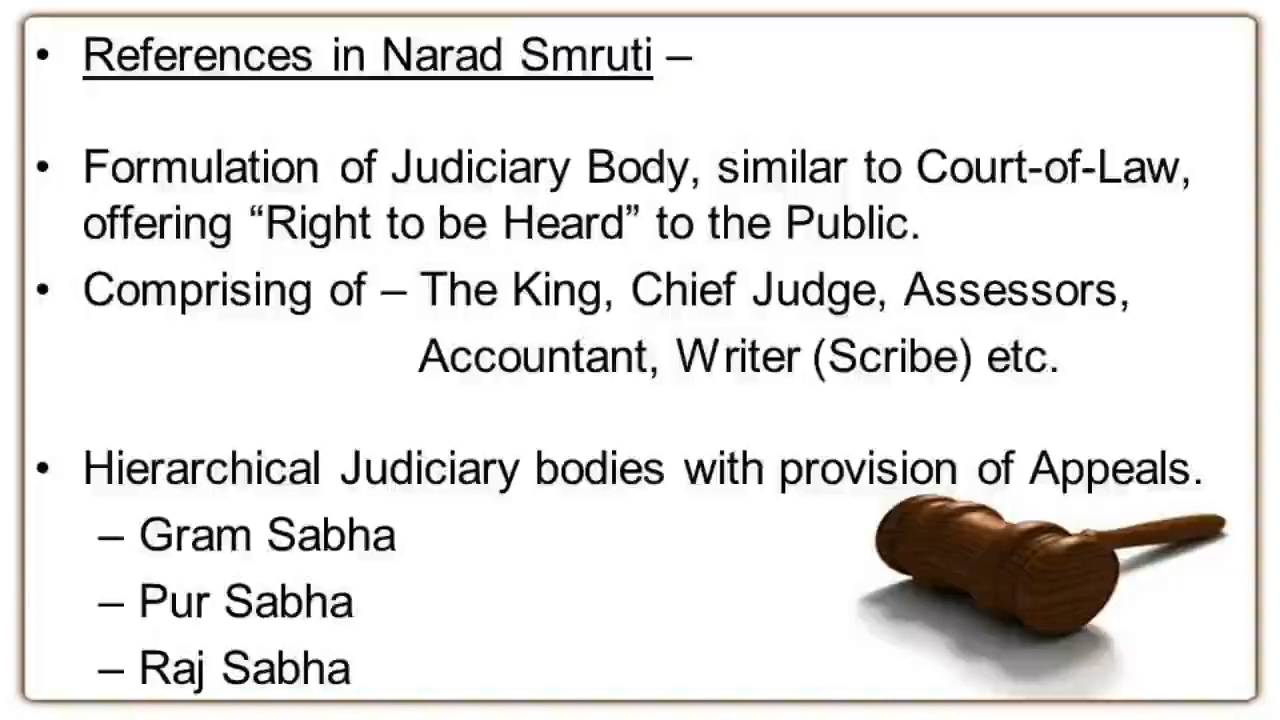 • References in Narad Smruti –
• Formulation of Judiciary Body, similar to Court-of-Law,
offering “Right to be Heard” to the Public.
• Comprising of – The King, Chief Judge, Assessors,
Accountant, Writer (Scribe) etc.
• Hierarchical Judiciary bodies with provision of Appeals.
– Gram Sabha
– Pur Sabha
– Raj Sabha